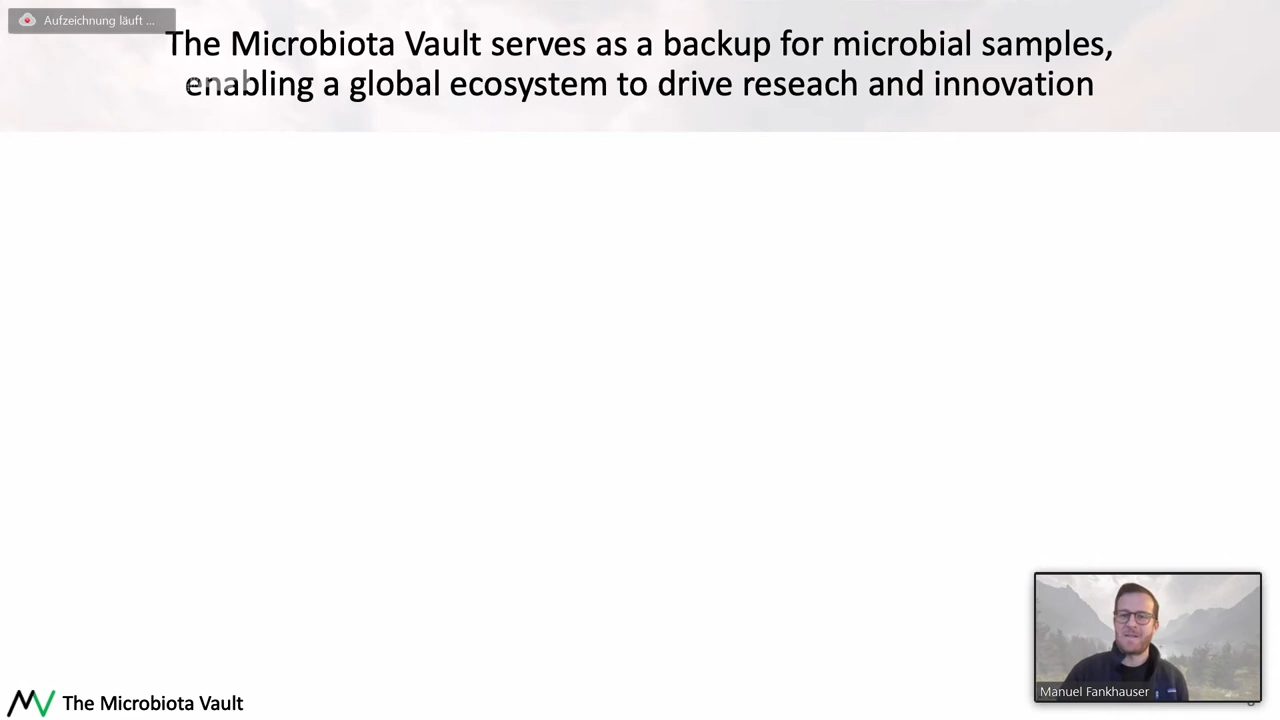 Aufzeichnung läuft ...
The Microbiota Vault serves as a backup for microbial samples,
enabling a global ecosystem to drive reseach and innovation
Manuel Fankhauser
The Microbiota Vault